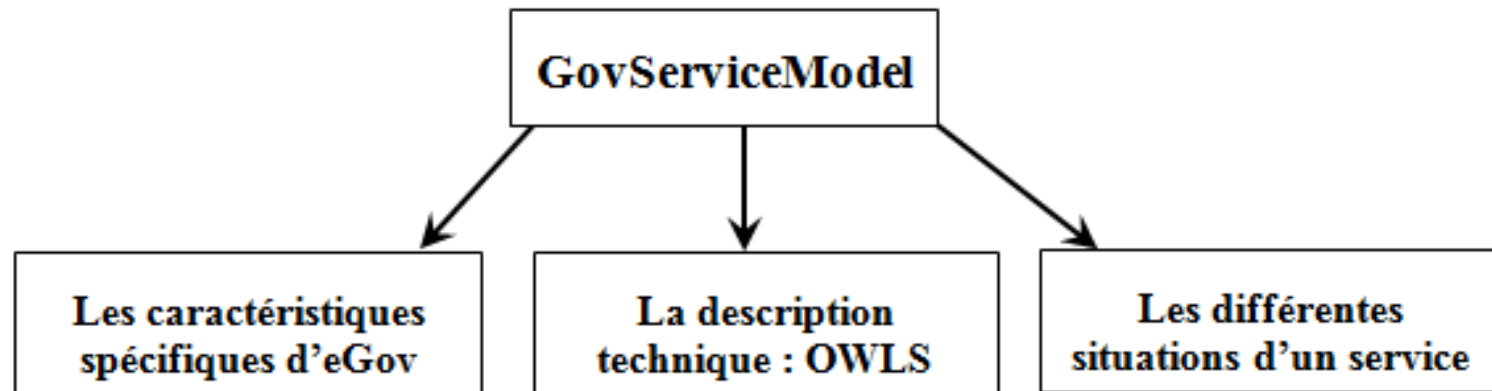 GovServiceModel
Les caractéristiques
spécifiques d’eGov
La description
technique : OWLS
Les différentes
situations d’un service